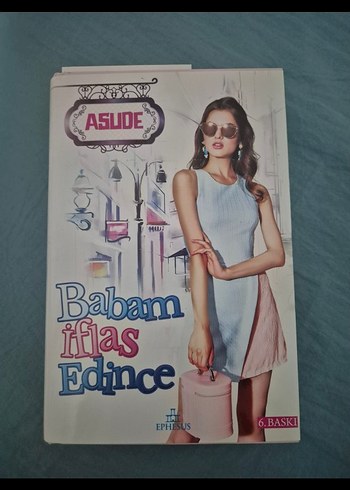 ASUDE
Babam
iflas
Edince
EPHESUS
6. BASKI